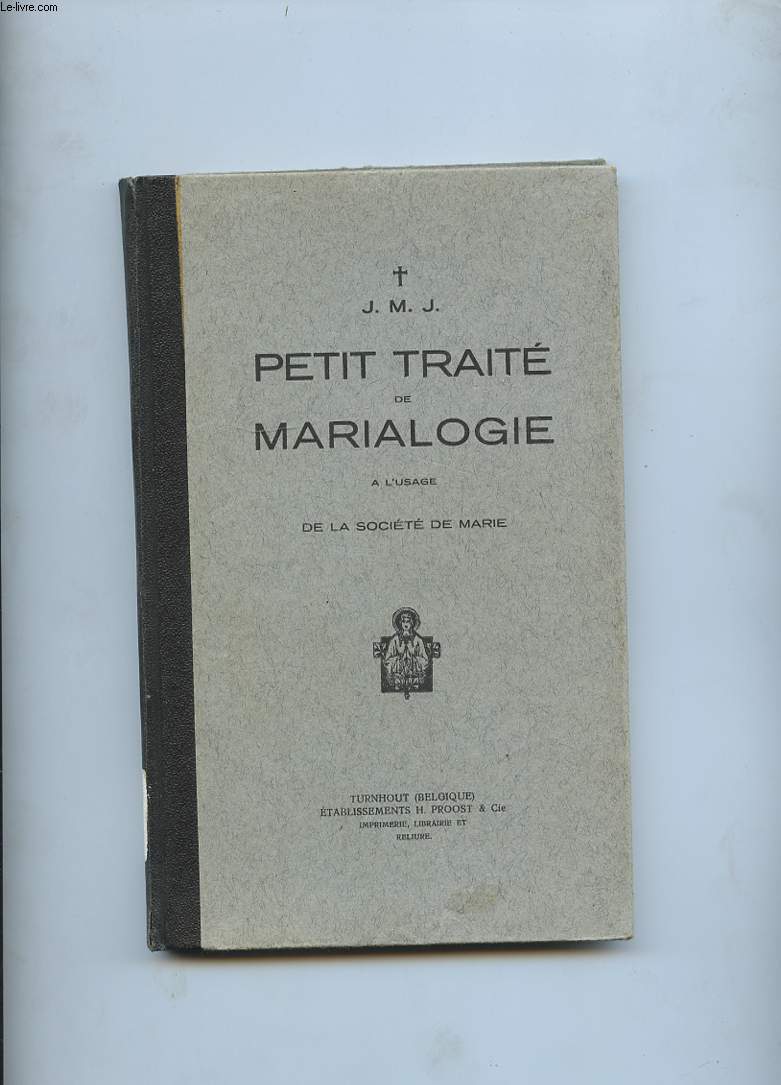 Le-livre.com
†
J. M. J.
PETIT TRAITÉ
DE
MARIALOGIE
A L'USAGE
DE LA SOCIÉTÉ DE MARIE
TURNHOUT (BELGIQUE)
ÉTABLISSEMENTS H. PROOST & Cie
IMPRIMERIE, LIBRAIRIE ET
RELIURE.